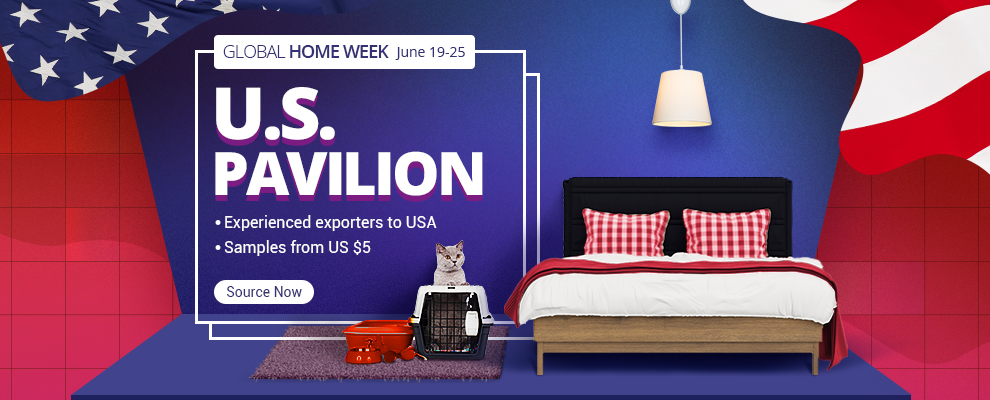 GLOBAL HOME WEEK June 19-25
U.S.
PAVILION
• Experienced exporters to USA
• Samples from US $5
Source Now